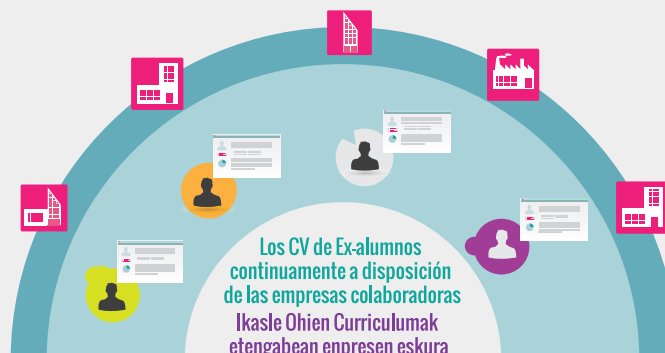 Los CV de Ex-alumnos
continuamente a disposición
de las empresas colaboradoras
Ikasle Ohien Curriculumak
etengabean enpresen eskura